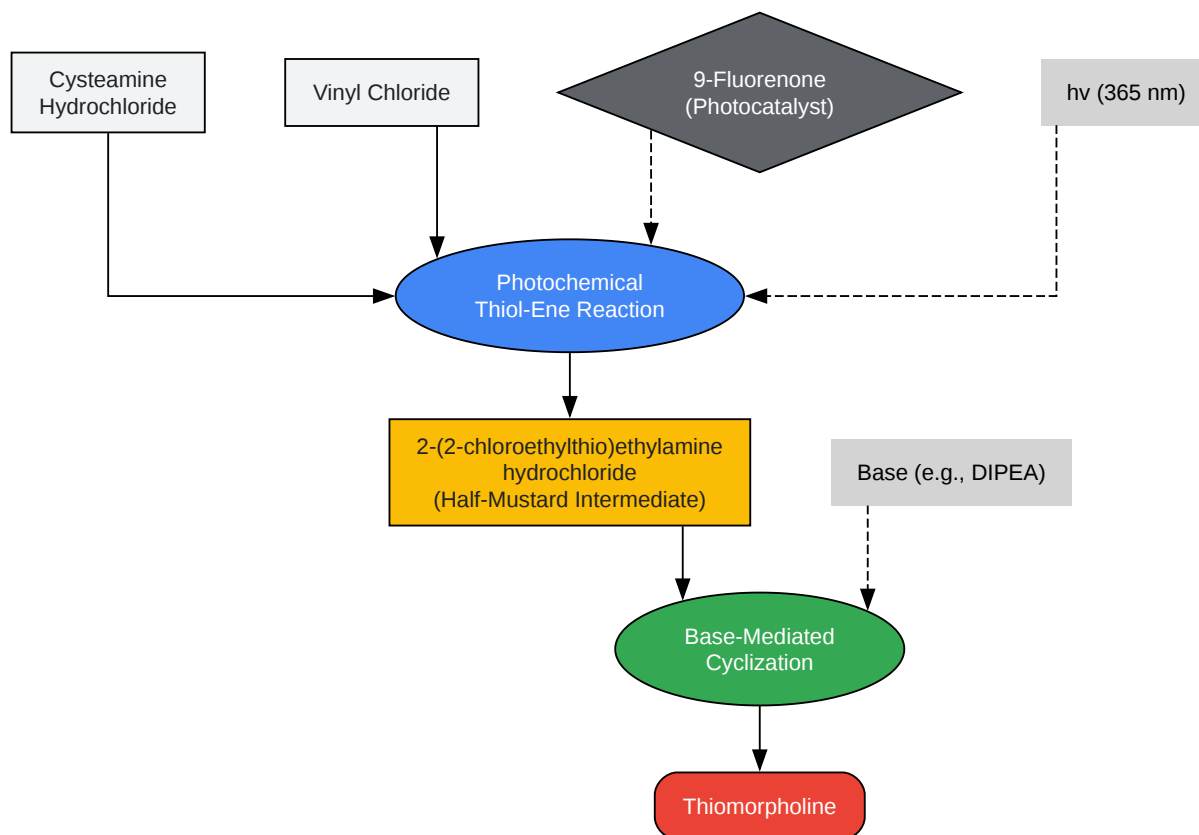 Cysteamine
Hydrochloride
Vinyl Chloride
9-Fluorenone
(Photocatalyst)
hv (365 nm)
Photochemical
Thiol-Ene Reaction
2-(2-chloroethylthio)ethylamine
hydrochloride
(Half-Mustard Intermediate)
Base (e.g., DIPEA)
Base-Mediated
Cyclization
Thiomorpholine